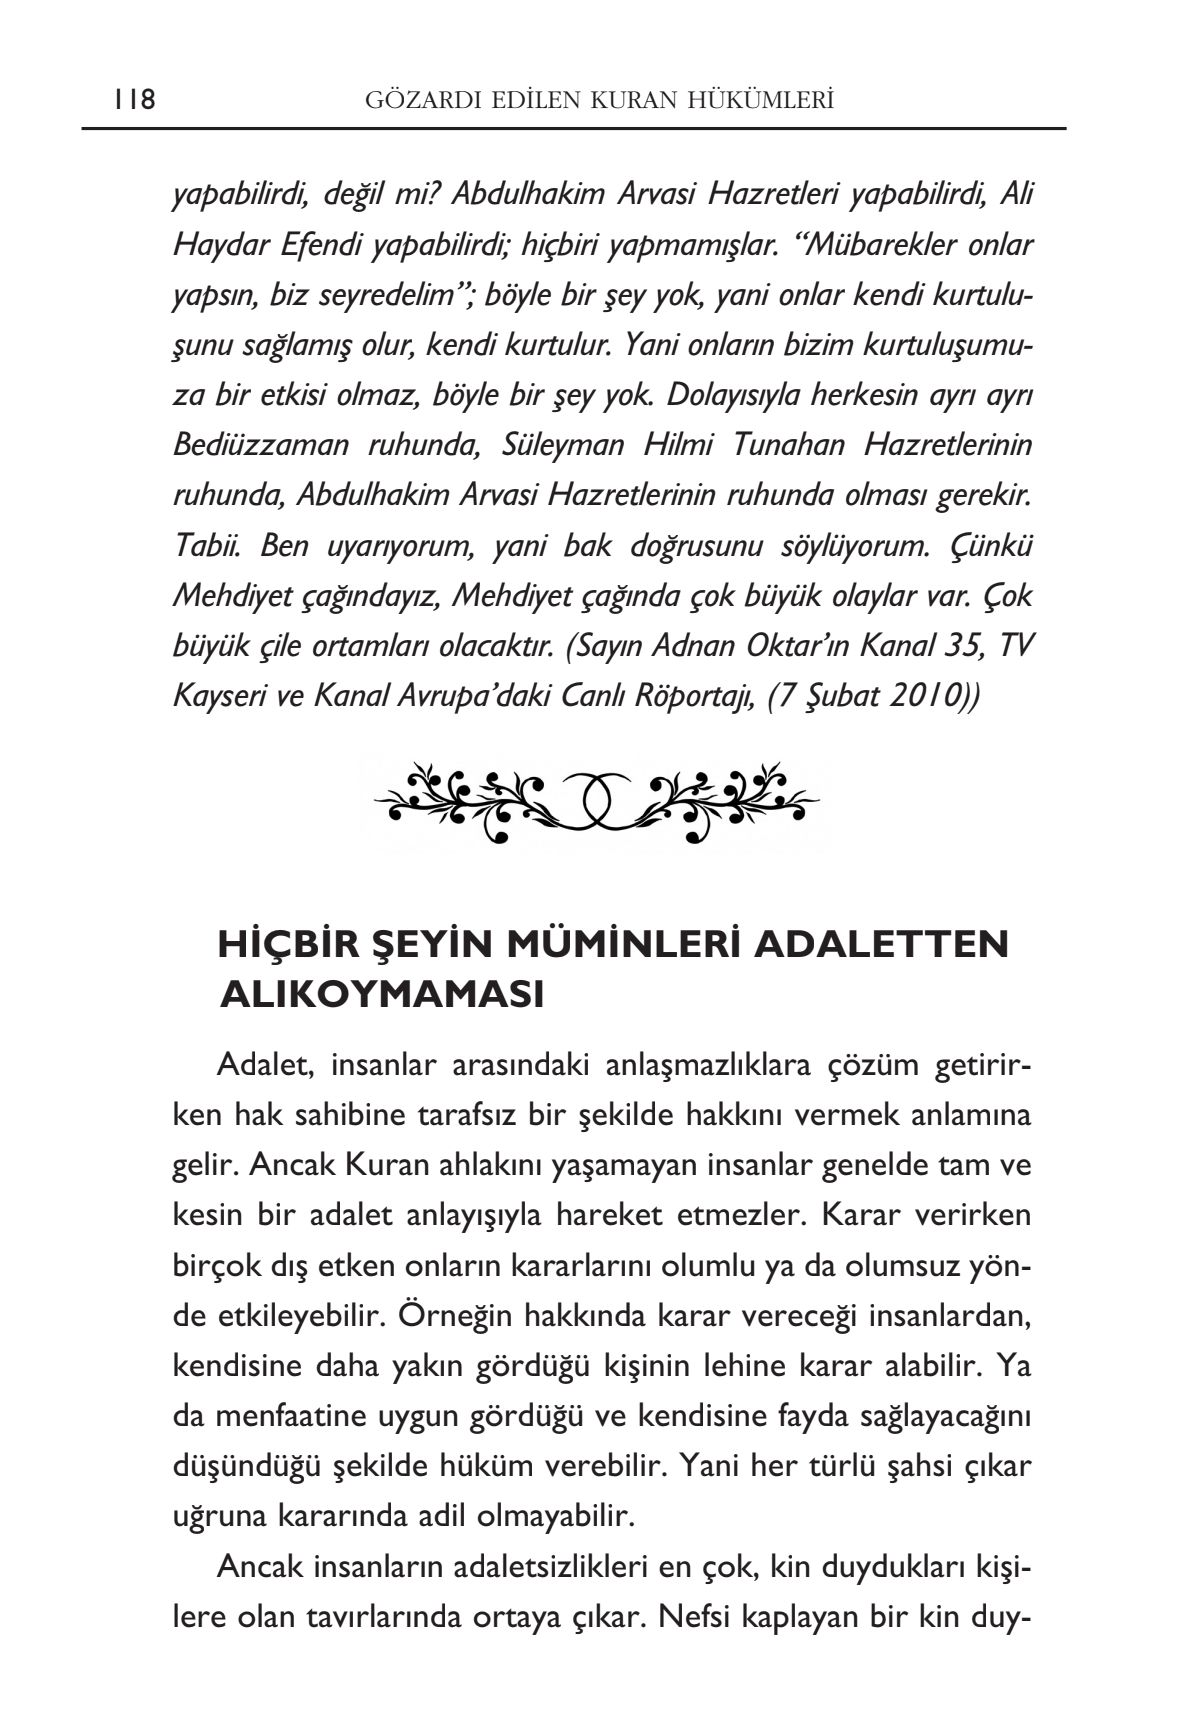 118
GÖZARDI EDİLEN KURAN HÜKÜMLERİ
yapabilirdi, değil mi? Abdulhakim Arvasi Hazretleri yapabilirdi, Ali
Haydar Efendi yapabilirdi; hiçbiri yapmamışlar. “Mübarekler onlar
yapsın, biz seyredelim”; böyle bir şey yok, yani onlar kendi kurtulu-
şunu sağlamış olur, kendi kurtulur. Yani onların bizim kurtuluşumu-
za bir etkisi olmaz, böyle bir şey yok. Dolayısıyla herkesin ayrı ayrı
Bediüzzaman ruhunda, Süleyman Hilmi Tunahan Hazretlerinin
ruhunda, Abdulhakim Arvasi Hazretlerinin ruhunda olması gerekir.
Tabii. Ben uyarıyorum, yani bak doğrusunu söylüyorum. Çünkü
Mehdiyet çağındayız, Mehdiyet çağında çok büyük olaylar var. Çok
büyük çile ortamları olacaktır. (Sayın Adnan Oktar’ın Kanal 35, TV
Kayseri ve Kanal Avrupa’daki Canlı Röportajı, (7 Şubat 2010))
HİÇBİR ŞEYİN MÜMİNLERİ ADALETTEN
ALIKOYMAMASI
Adalet, insanlar arasındaki anlaşmazlıklara çözüm getirir-
ken hak sahibine tarafsız bir şekilde hakkını vermek anlamına
gelir. Ancak Kuran ahlakını yaşamayan insanlar genelde tam ve
kesin bir adalet anlayışıyla hareket etmezler. Karar verirken
birçok dış etken onların kararlarını olumlu ya da olumsuz yön-
de etkileyebilir. Örneğin hakkında karar vereceği insanlardan,
kendisine daha yakın gördüğü kişinin lehine karar alabilir. Ya
da menfaatine uygun gördüğü ve kendisine fayda sağlayacağını
düşündüğü şekilde hüküm verebilir. Yani her türlü şahsi çıkar
uğruna kararında adil olmayabilir.
Ancak insanların adaletsizlikleri en çok, kin duydukları kişi-
lere olan tavırlarında ortaya çıkar. Nefsi kaplayan bir kin duy-